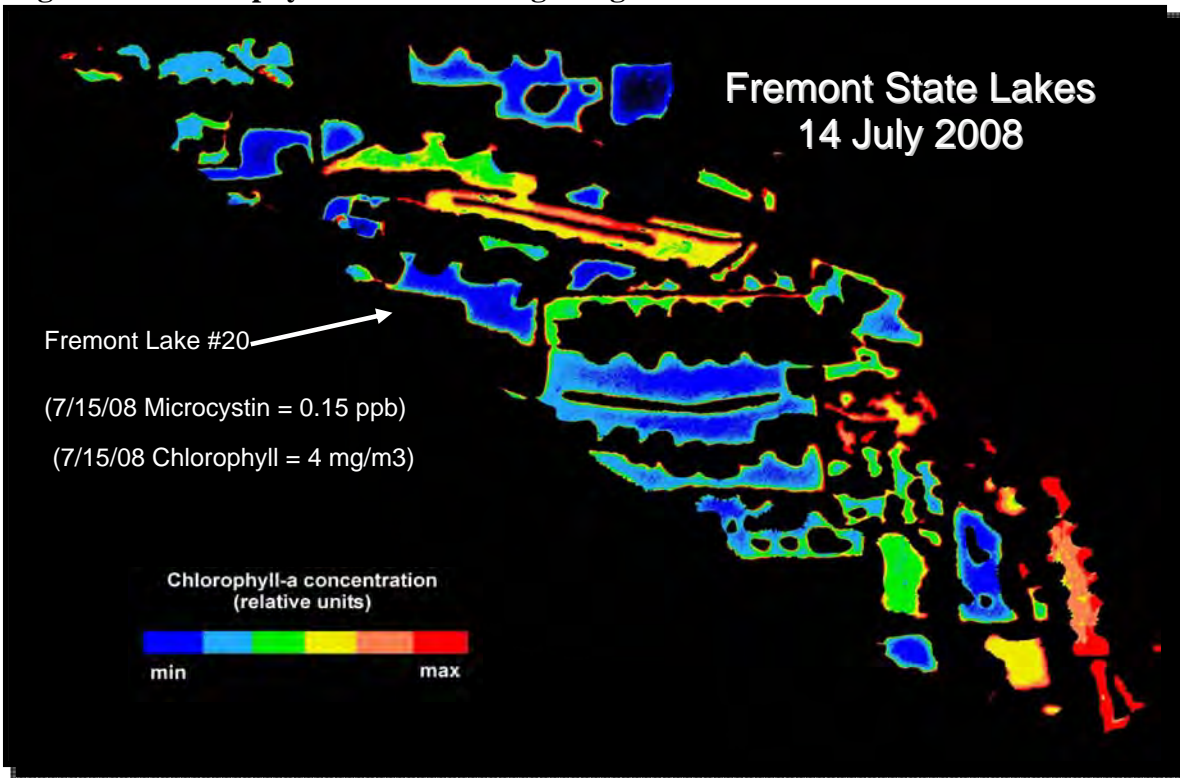 Fremont State Lakes
14 July 2008
Fremont Lake #20
(7/15/08 Microcystin = 0.15 ppb)
(7/15/08 Chlorophyll = 4 mg/m3)
Chlorophyll-a concentration
(relative units)
min max